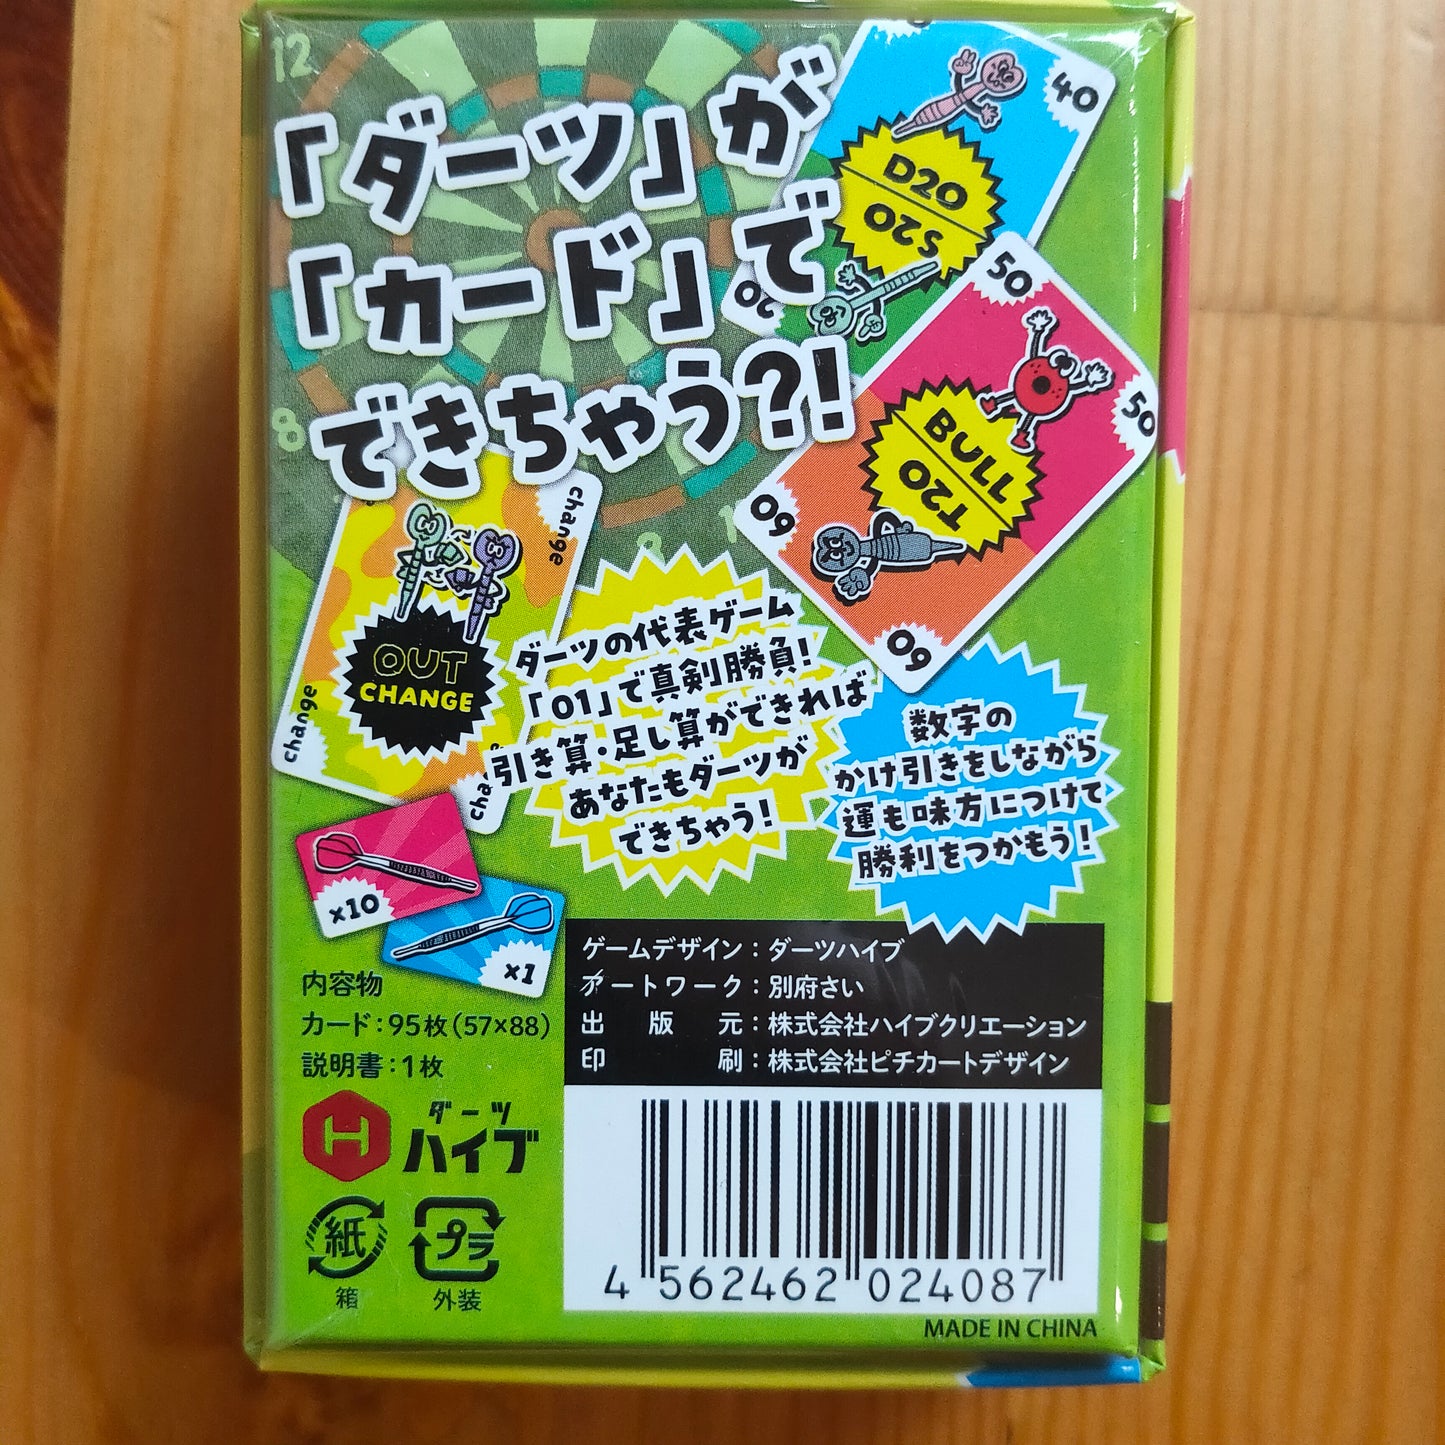 12
「ダーツ」が
「カード」で
できちゃう?!
40
D20
S20
20
50
50
BULL
T20
60
60
8
change
change
OUT
CHANGE
change
ダーツの代表ゲーム
「01」で真剣勝負!
引き算・足し算ができれば
あなたもダーツが
できちゃう!
数字の
かけ引きをしながら
運も味方につけて
勝利をつかもう!
×10
×1
内容物
カード:95枚(57×88)
説明書:1枚
ゲームデザイン:ダーツハイブ
アートワーク:別府さい
出版元:株式会社ハイブクリエーション
印刷:株式会社ピチカートデザイン
ダーツ
ハイブ
紙
箱
プラ
外装
4 562462 024087
MADE IN CHINA